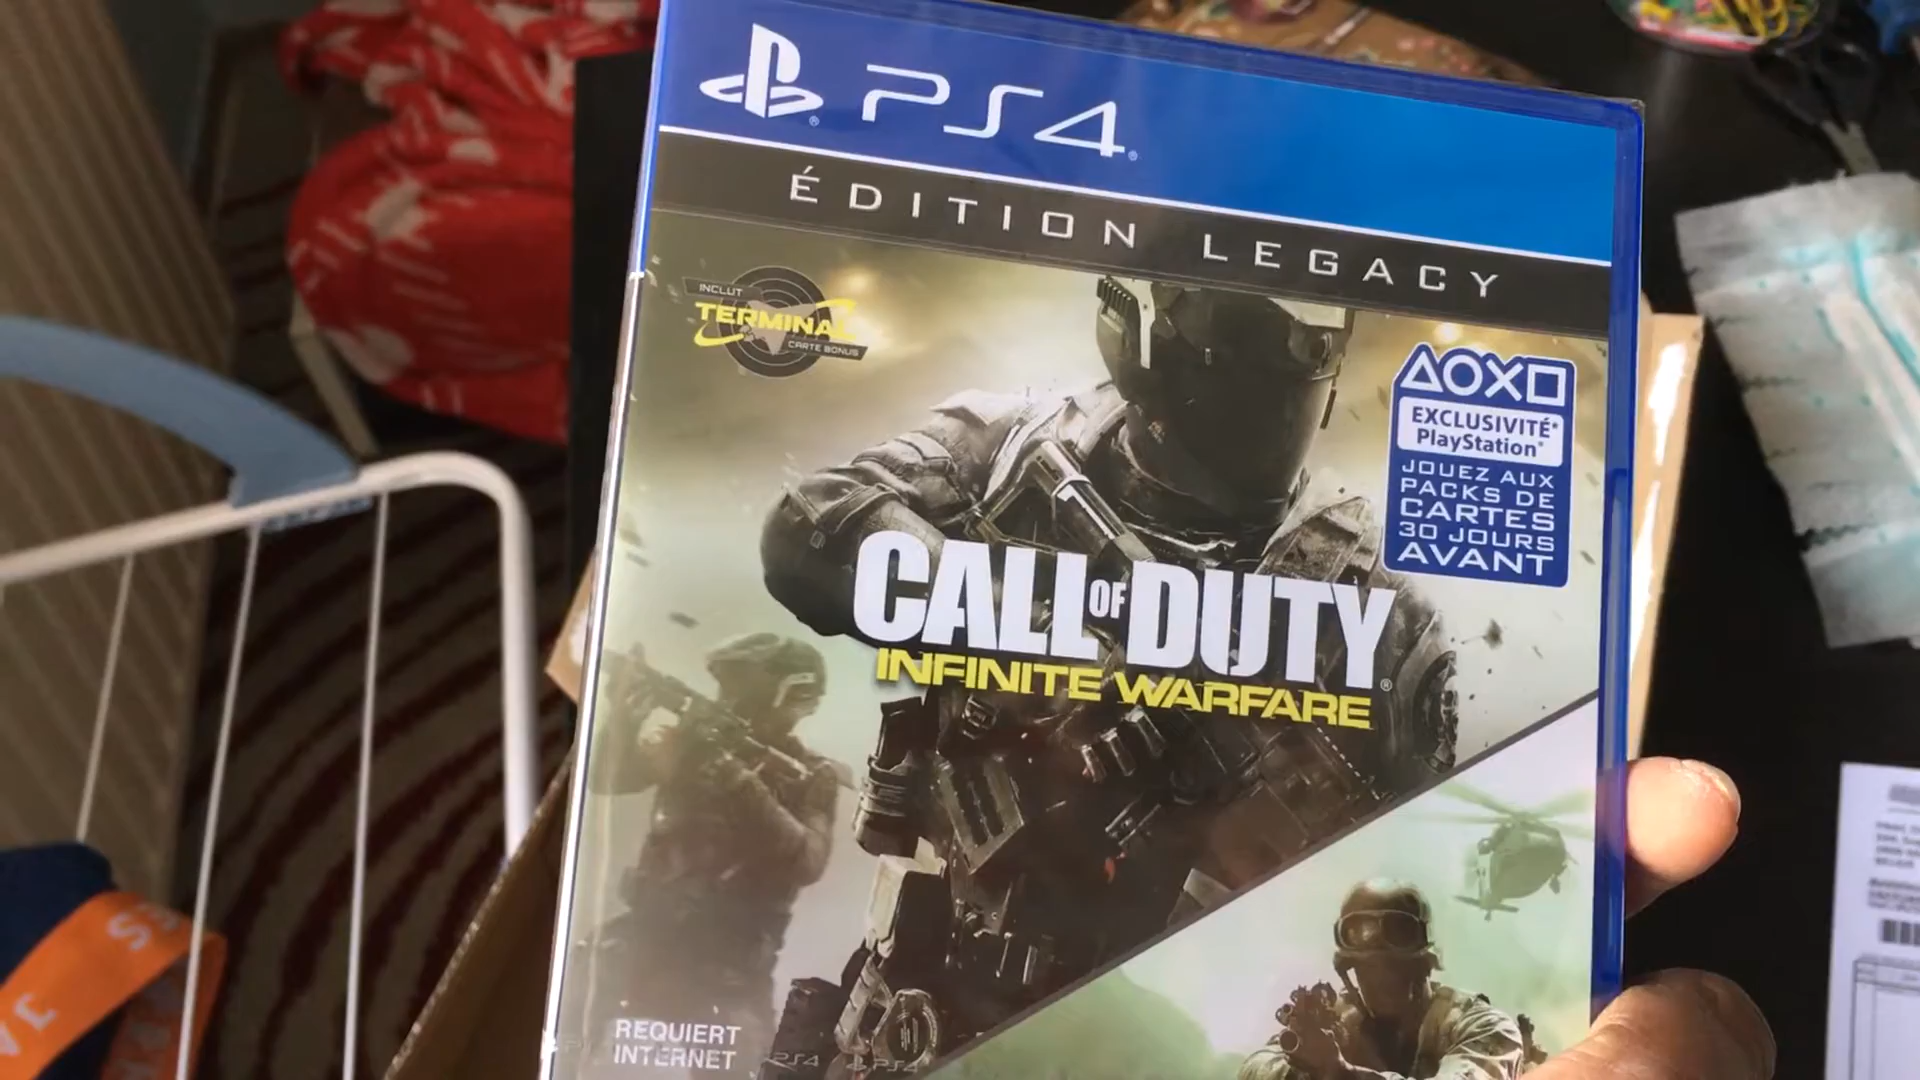 PS4
ÉDITION LEGACY
INCLUT
TERMINAL
CARTE BONUS
EXCLUSIVITÉ*
PlayStation®
JOUEZ AUX
PACKS DE
CARTES
30 JOURS
AVANT
CALL OF DUTY®
INFINITE WARFARE
REQUIERT
INTERNET